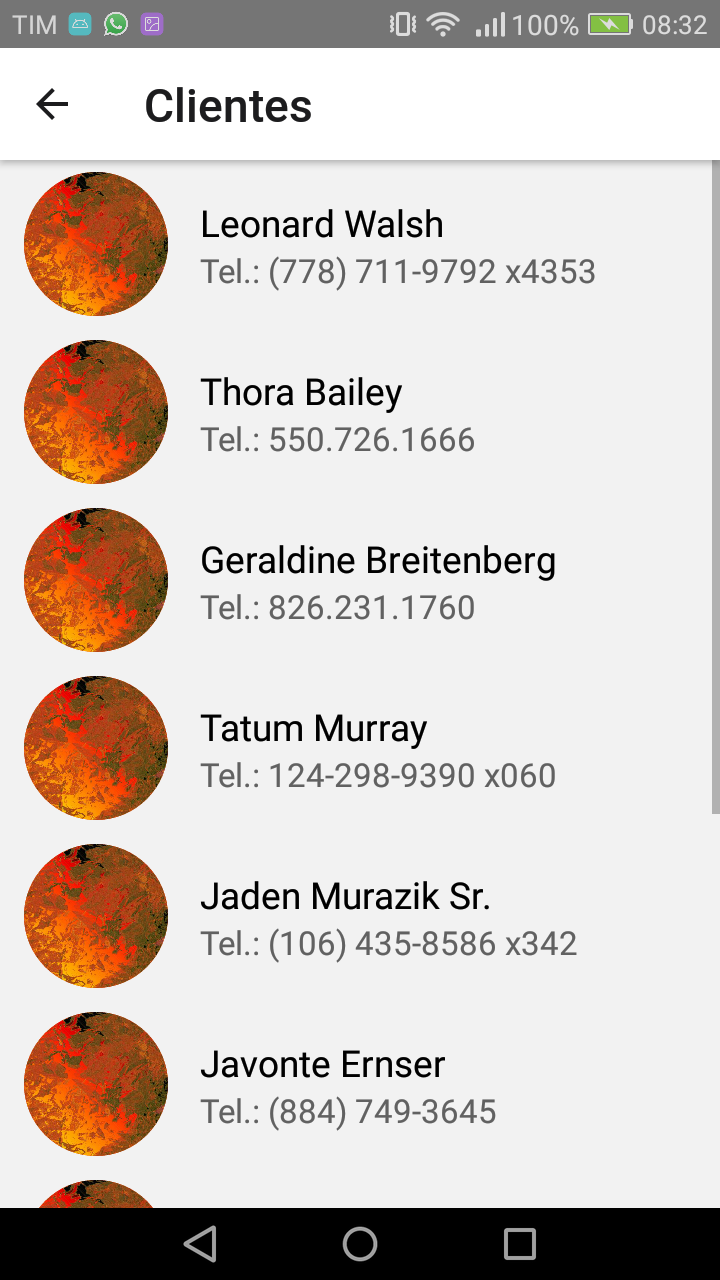 TIM 100% 08:32
Clientes
Leonard Walsh
Tel.: (778) 711-9792 x4353
Thora Bailey
Tel.: 550.726.1666
Geraldine Breitenberg
Tel.: 826.231.1760
Tatum Murray
Tel.: 124-298-9390 x060
Jaden Murazik Sr.
Tel.: (106) 435-8586 x342
Javonte Ernser
Tel.: (884) 749-3645